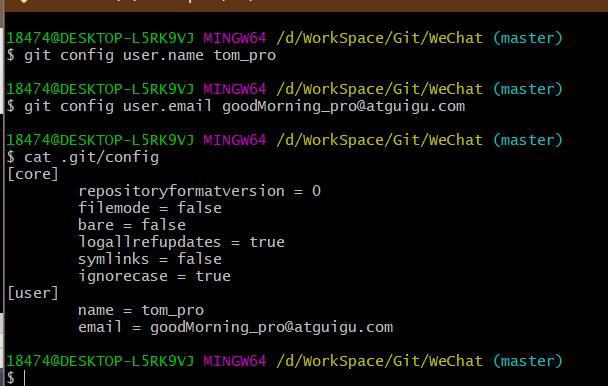 18474@DESKTOP-L5RK9VJ MINGW64 /d/WorkSpace/Git/WeChat (master)
$ git config user.name tom_pro
18474@DESKTOP-L5RK9VJ MINGW64 /d/WorkSpace/Git/WeChat (master)
$ git config user.email goodMorning_pro@atguigu.com
18474@DESKTOP-L5RK9VJ MINGW64 /d/WorkSpace/Git/WeChat (master)
$ cat .git/config
[core]
        repositoryformatversion = 0
        filemode = false
        bare = false
        logallrefupdates = true
        symlinks = false
        ignorecase = true
[user]
        name = tom_pro
        email = goodMorning_pro@atguigu.com
18474@DESKTOP-L5RK9VJ MINGW64 /d/WorkSpace/Git/WeChat (master)
$